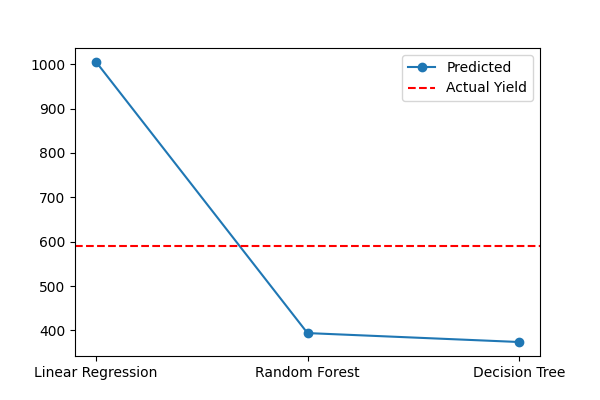 1000
900
800
700
600
500
400
Predicted
Actual Yield
Linear Regression
Random Forest
Decision Tree